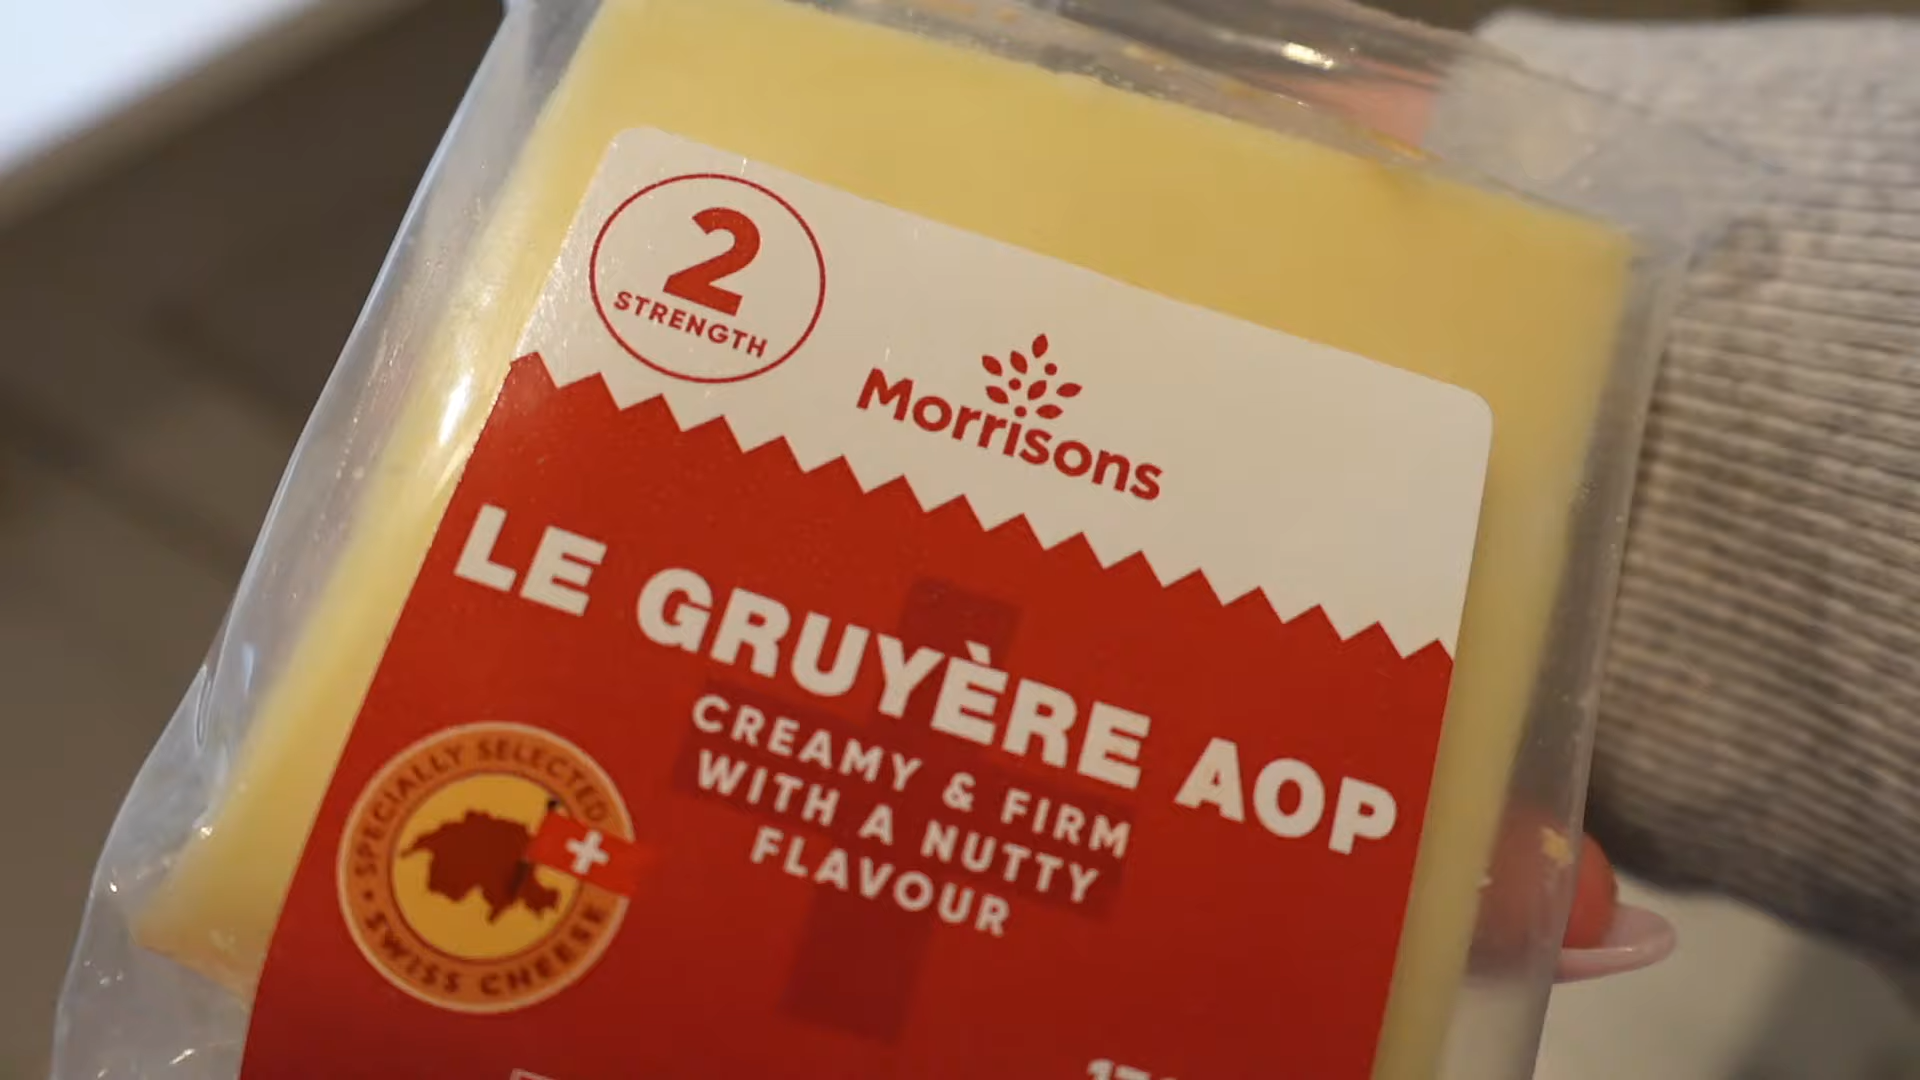 2
STRENGTH
Morrisons
LE GRUYÈRE AOP
CREAMY & FIRM
WITH A NUTTY
FLAVOUR
SPECIALLY SELECTED
SWISS CHEESE